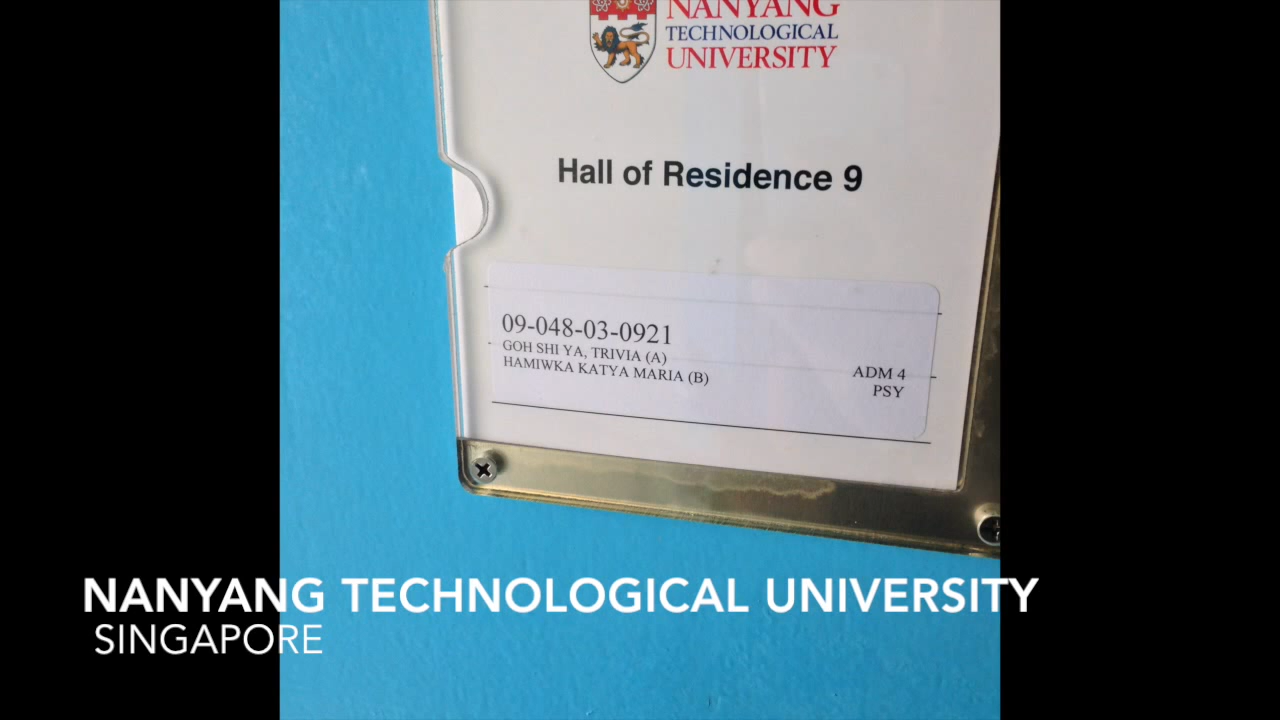 NANYANG
TECHNOLOGICAL
UNIVERSITY
Hall of Residence 9
09-048-03-0921
GOH SHI YA, TRIVIA (A)
HAMIWKA KATYA MARIA (B)
ADM 4
PSY
NANYANG TECHNOLOGICAL UNIVERSITY
SINGAPORE